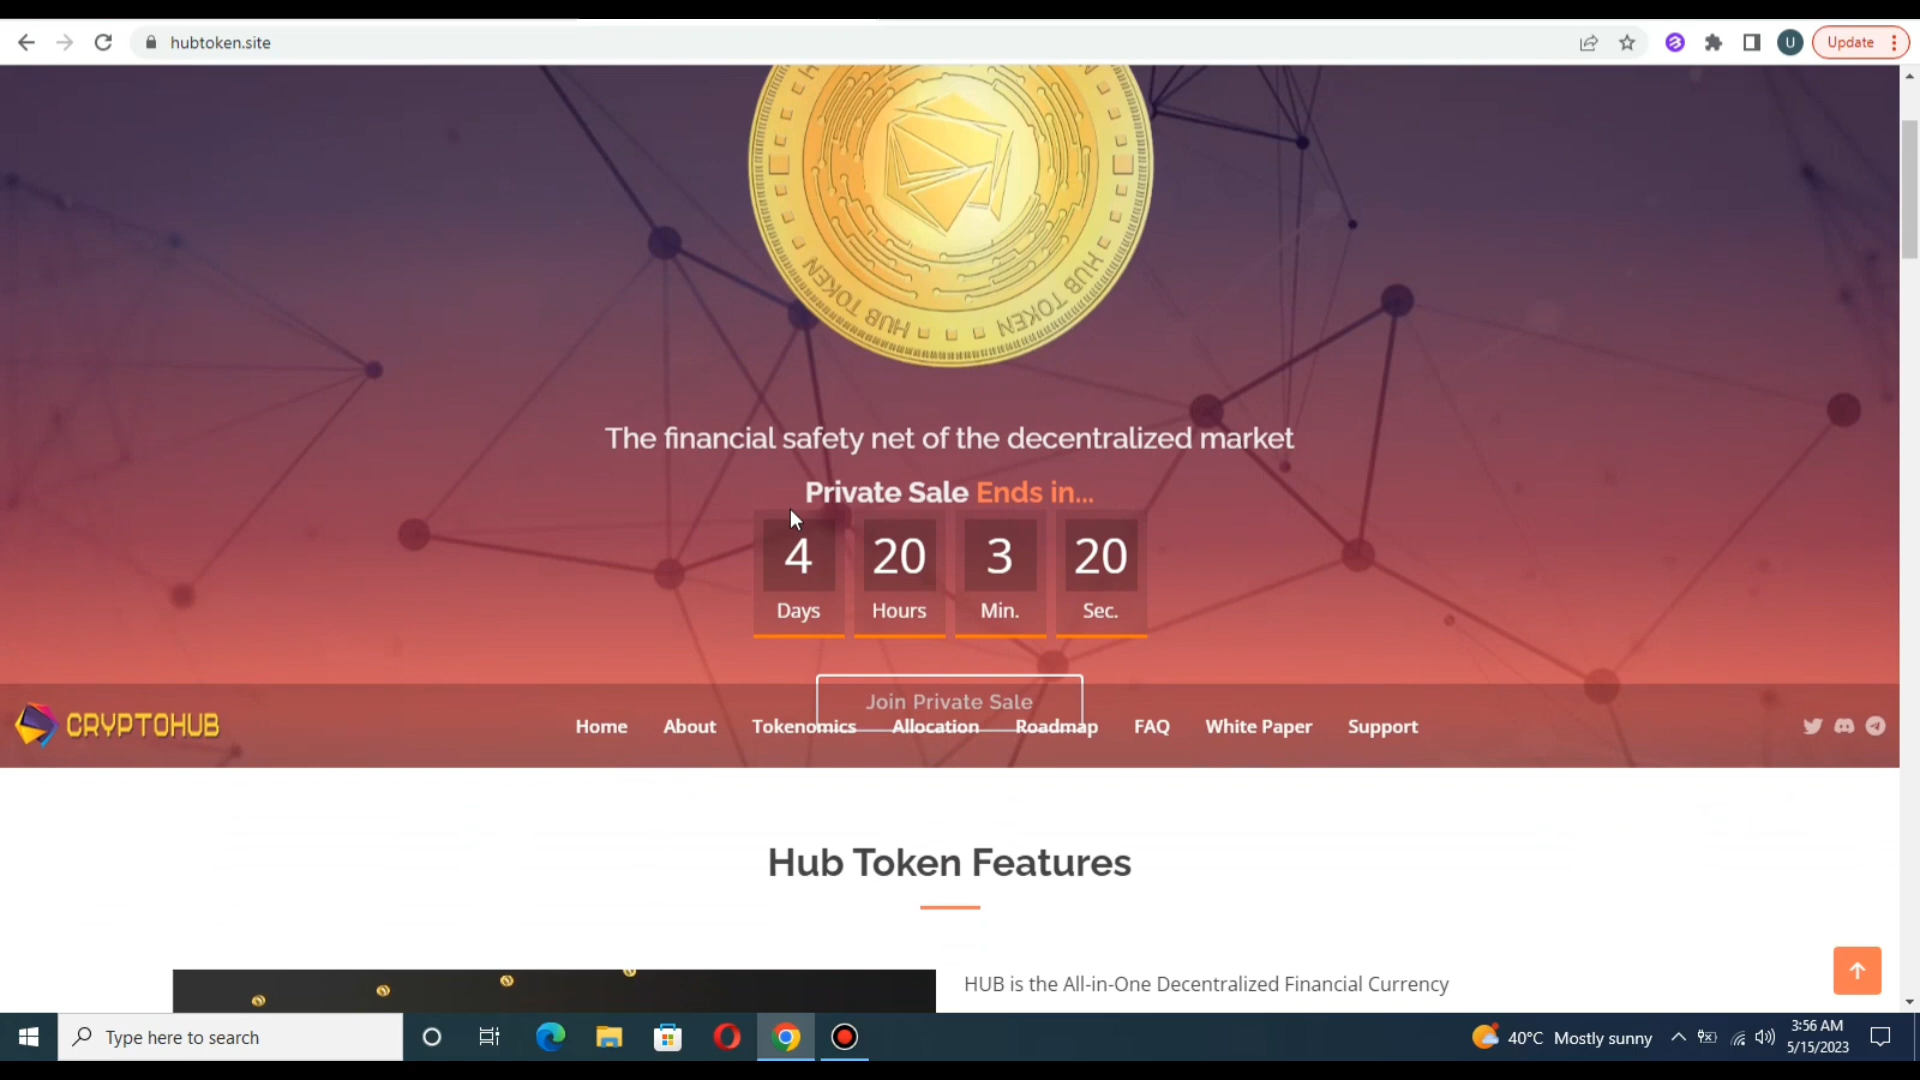 hubtoken.site
U
Update
HUB TOKEN
HUB TOKEN
The financial safety net of the decentralized market
Private Sale Ends in...
4 20 3 20
Days Hours Min. Sec.
Join Private Sale
CRYPTOHUB
Home About Tokenomics Allocation Roadmap FAQ White Paper Support
Hub Token Features
HUB is the All-in-One Decentralized Financial Currency
Type here to search
40°C Mostly sunny
3:56 AM
5/15/2023